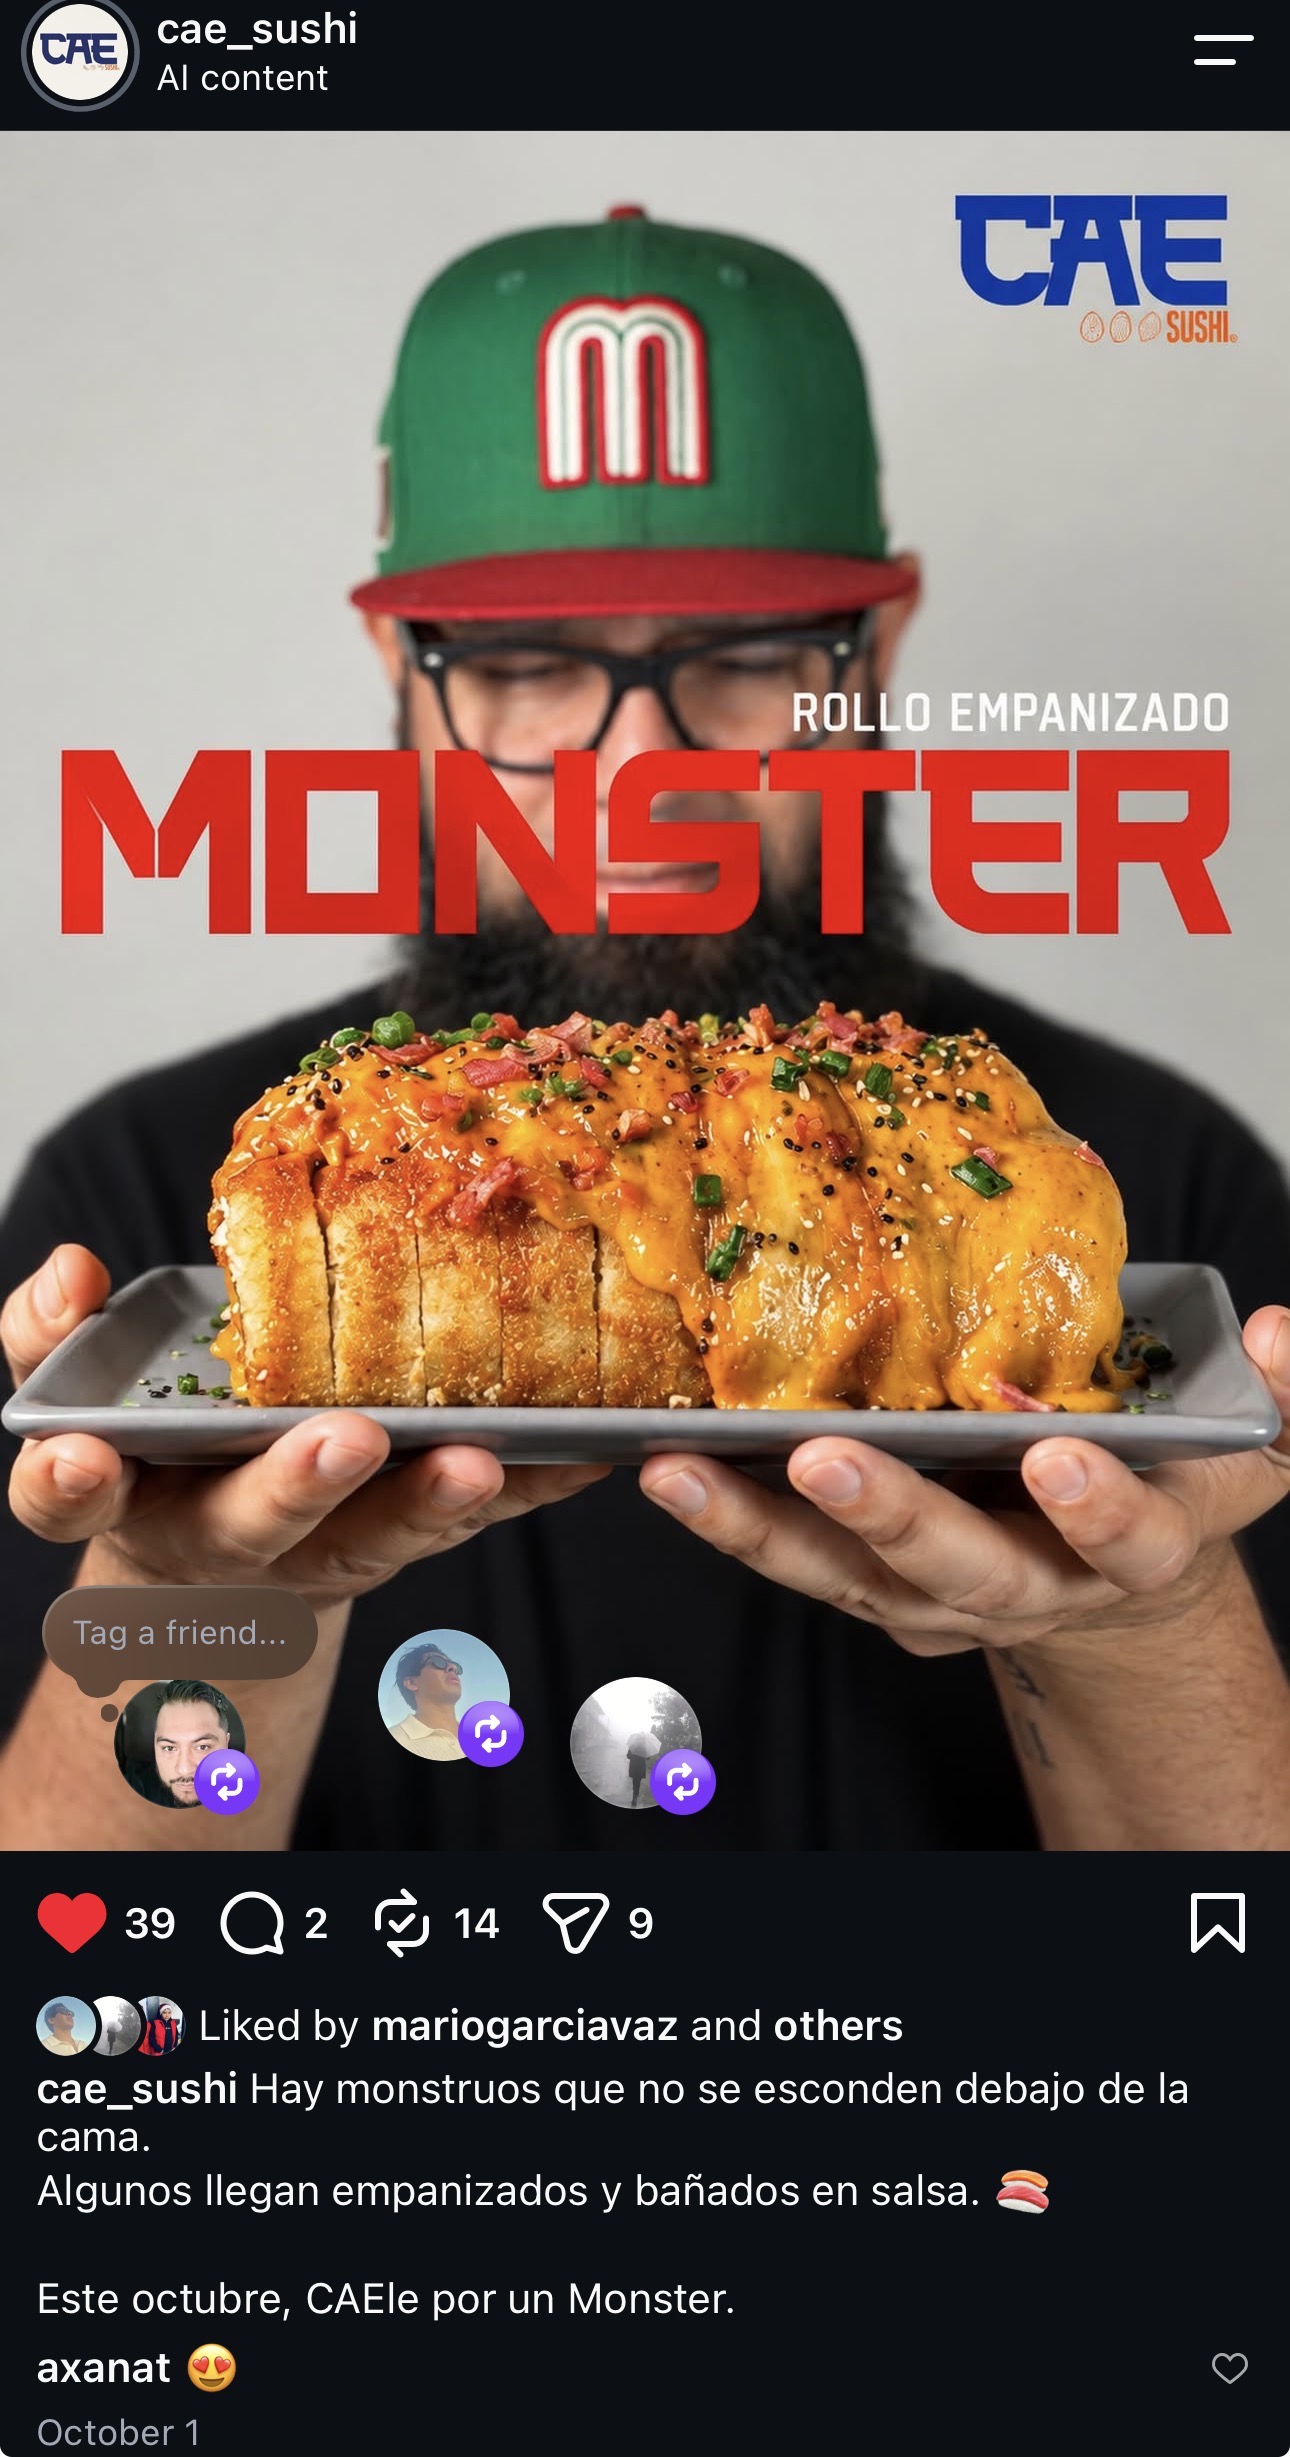 cae_sushi
AI content
CAE
SUSHI
m
CAE
SUSHI®
ROLLO EMPANIZADO
MONSTER
Tag a friend...
39 2 14 9
Liked by mariogarciavaz and others
cae_sushi Hay monstruos que no se esconden debajo de la
cama.
Algunos llegan empanizados y bañados en salsa. 🍣
Este octubre, CAEle por un Monster.
axanat 😍
October 1